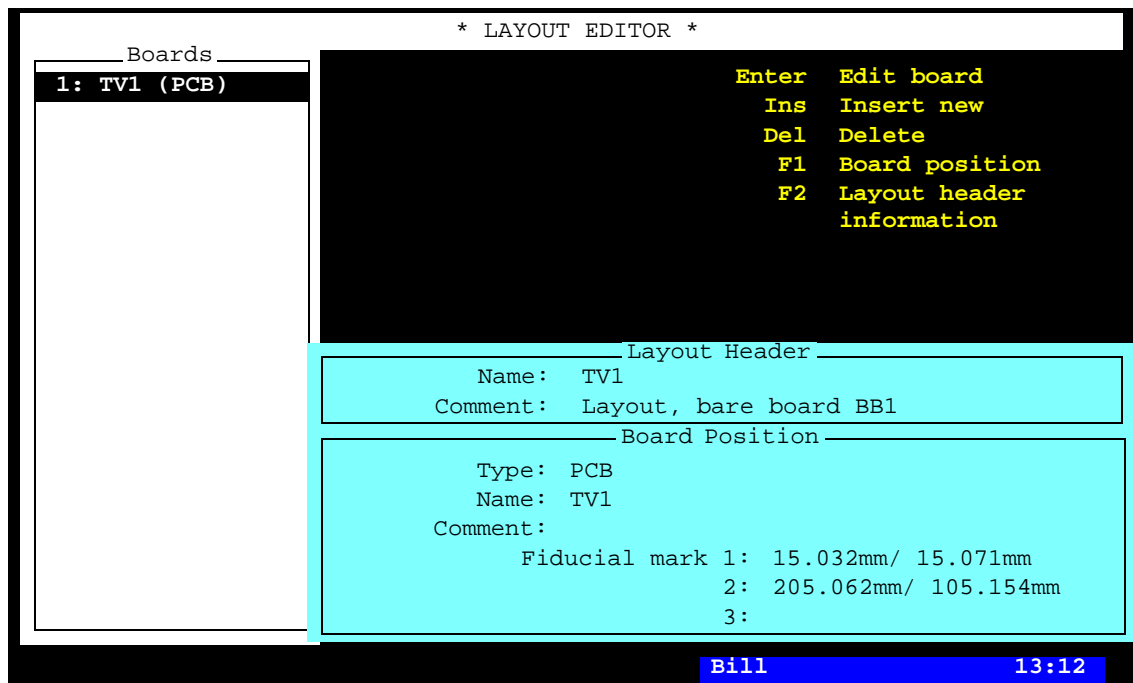 * LAYOUT EDITOR *
Boards
1: TV1 (PCB)
Enter Edit board
Ins Insert new
Del Delete
F1 Board position
F2 Layout header
information
Layout Header
Name: TV1
Comment: Layout, bare board BB1
Board Position
Type: PCB
Name: TV1
Comment:
Fiducial mark 1: 15.032mm/ 15.071mm
2: 205.062mm/ 105.154mm
3:
Bill 13:12